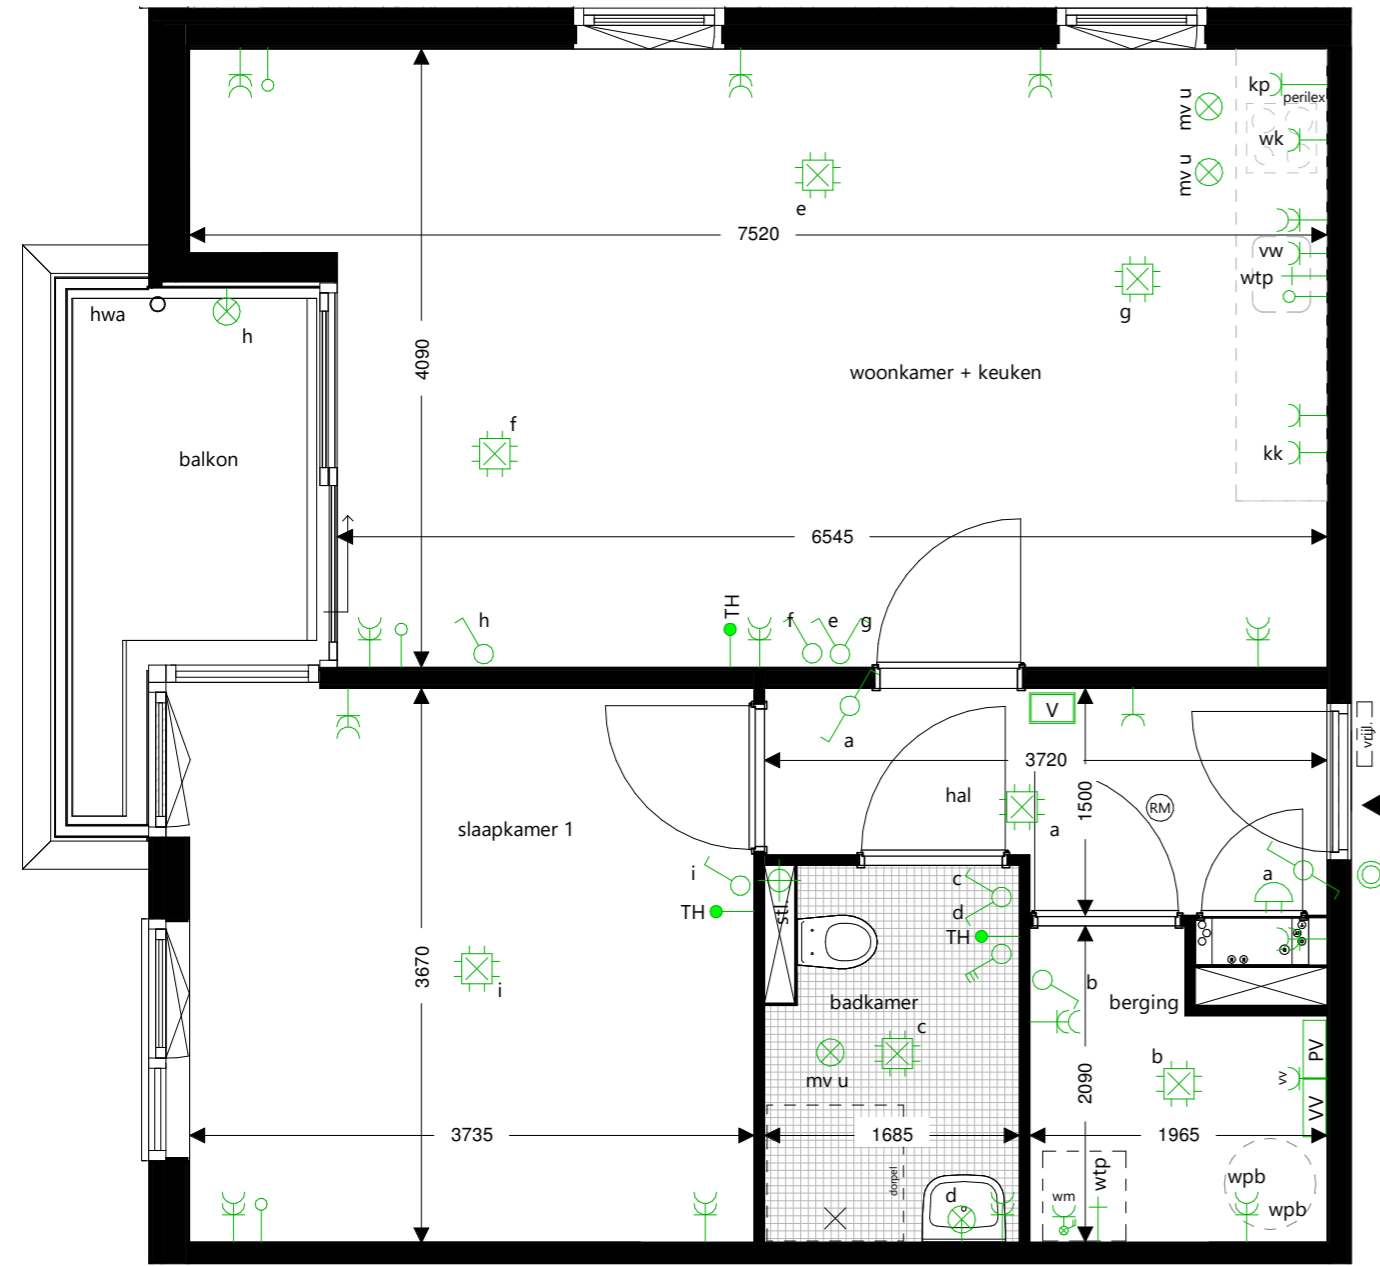 kp
perilex
mv u
wk
mv u
e
7520
vw
wtp
g
hwa
h
4090
woonkamer + keuken
f
balkon
kk
6545
TH
h
f
e
g
V
a
vrijl.
3720
hal
1500
RM
a
slaapkamer 1
i
c
a
TH
stl.
d
TH
3670
i
badkamer
b
berging
c
PV
b
mv u
2090
vv
VV
3735
1685
1965
dorpel
wtp
wpb
d
wm
wpb